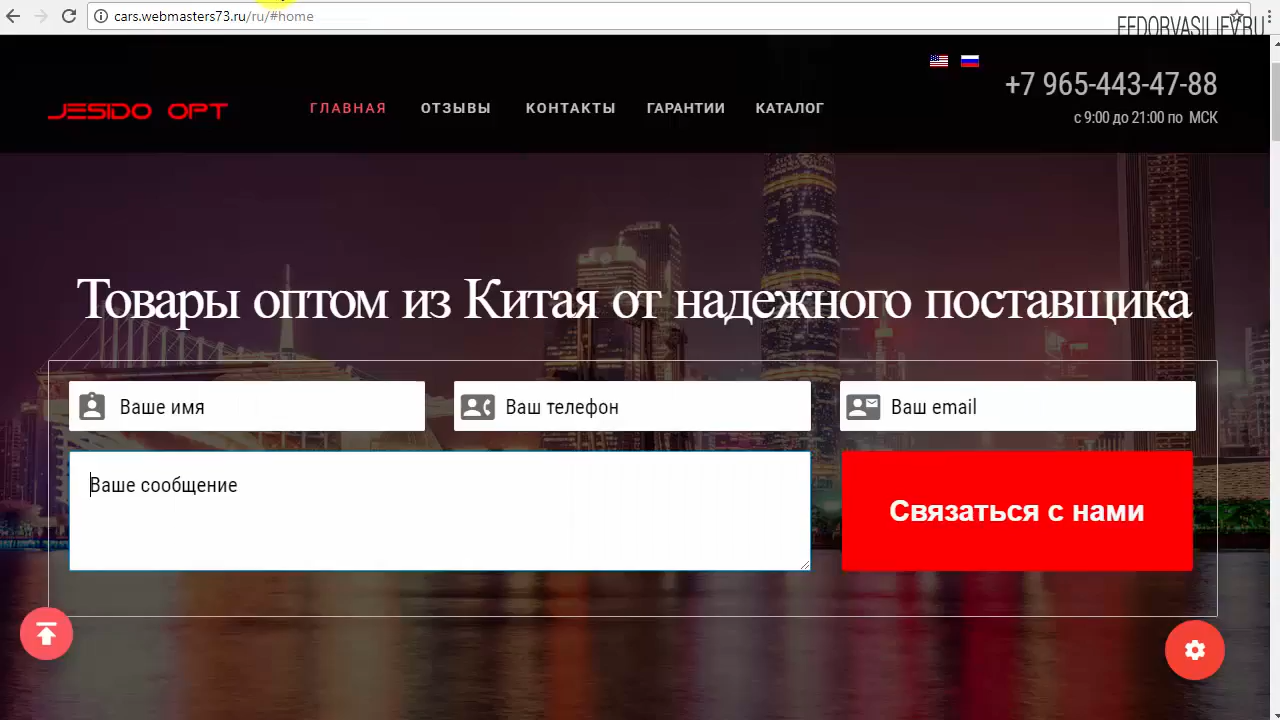 cars.webmasters73.ru/ru/#home
FEDORVASILIEV.RU
JESIDO OPT
ГЛАВНАЯ
ОТЗЫВЫ
КОНТАКТЫ
ГАРАНТИИ
КАТАЛОГ
+7 965-443-47-88
с 9:00 до 21:00 по МСК
Товары оптом из Китая от надежного поставщика
Ваше имя
Ваш телефон
Ваш email
Ваше сообщение
Связаться с нами